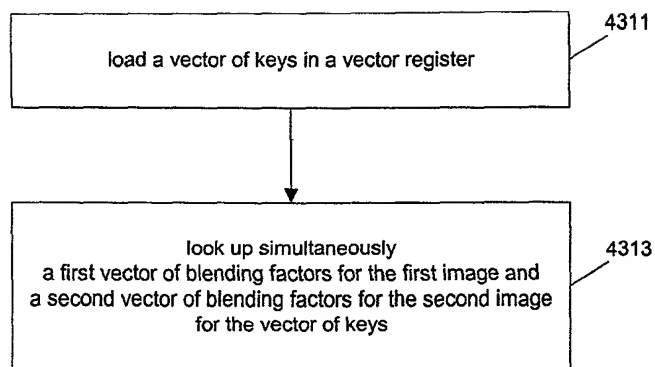 4311
load a vector of keys in a vector register
look up simultaneously
4313
a first vector of blending factors for the first image and
a second vector of blending factors for the second image
for the vector of keys